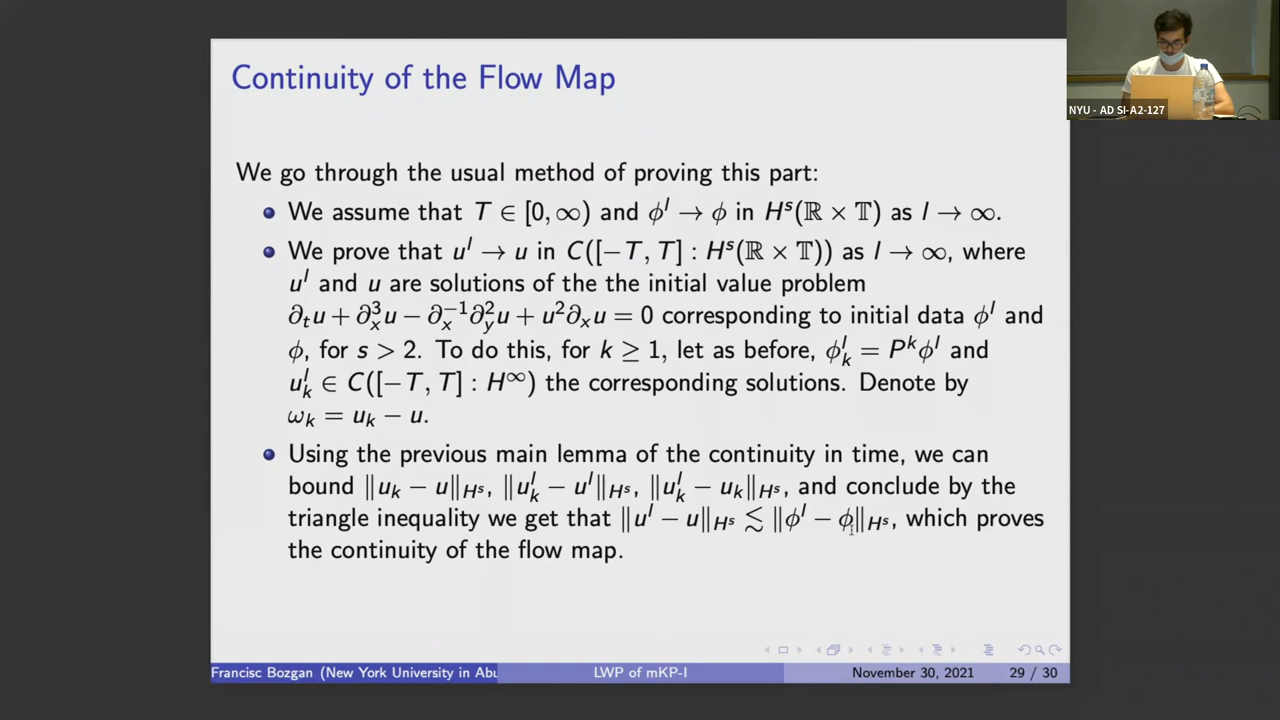 Continuity of the Flow Map
NYU - AD SI-A2-127
We go through the usual method of proving this part:
We assume that T ∈ [0, ∞) and ϕ^l → ϕ in H^s(ℝ × 𝕋) as l → ∞.
We prove that u^l → u in C([−T, T] : H^s(ℝ × 𝕋)) as l → ∞, where
u^l and u are solutions of the the initial value problem
∂_t u + ∂_x^3 u − ∂_x^{−1} ∂_y^2 u + u^2 ∂_x u = 0 corresponding to initial data ϕ^l and
ϕ, for s > 2. To do this, for k ≥ 1, let as before, ϕ_k^l = P^k ϕ^l and
u_k^l ∈ C([−T, T] : H^∞) the corresponding solutions. Denote by
ω_k = u_k − u.
Using the previous main lemma of the continuity in time, we can
bound ‖u_k − u‖_{H^s}, ‖u_k^l − u^l‖_{H^s}, ‖u_k^l − u_k‖_{H^s}, and conclude by the
triangle inequality we get that ‖u^l − u‖_{H^s} ≲ ‖ϕ^l − ϕ‖_{H^s}, which proves
the continuity of the flow map.
Francisc Bozgan (New York University in Abu
LWP of mKP-I
November 30, 2021
29 / 30